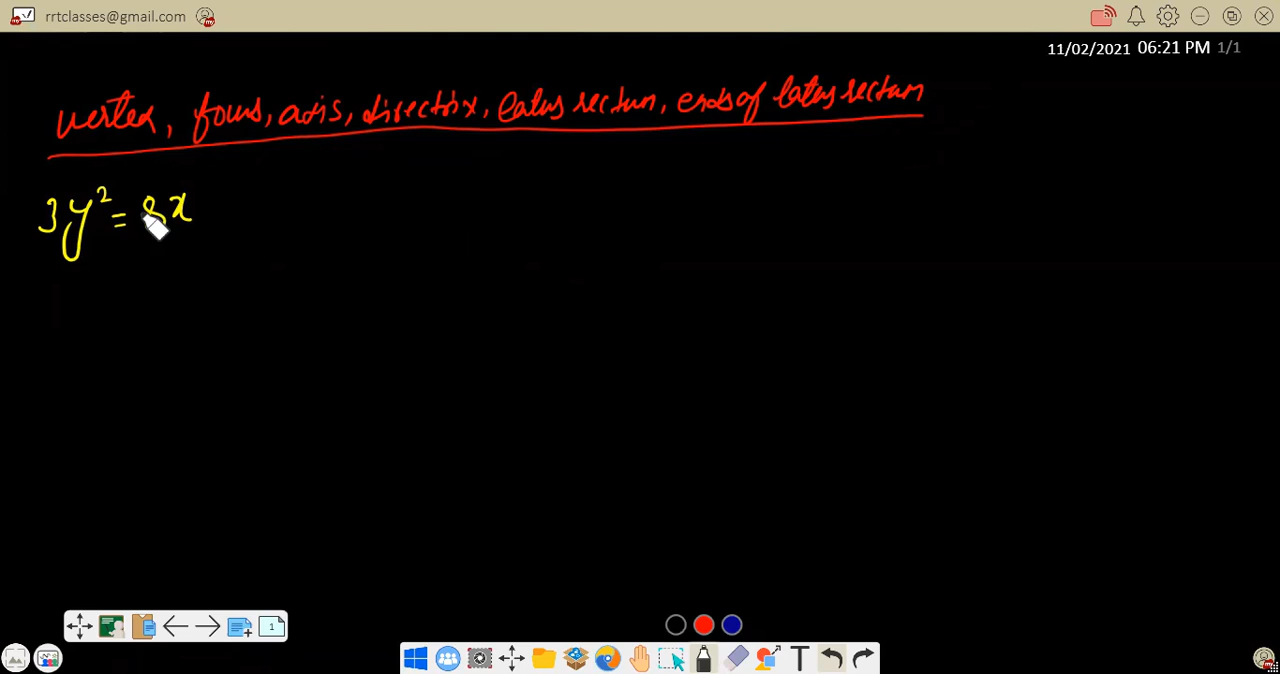 rrtclasses@gmail.com
11/02/2021 06:21 PM 1/1
vertex, focus, axis, directrix, latus rectum, ends of latus rectum
3y² = 8x
1